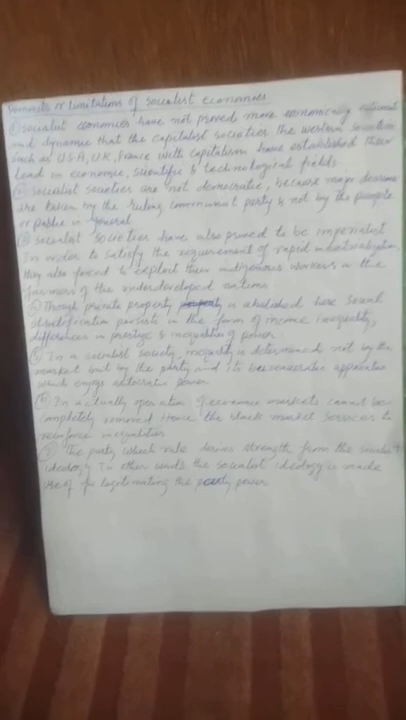 Demerits or limitations of socialist economies
① socialist economies have not proved more economically rational
and dynamic that the capitalist societies the western societies
such as USA, UK, France with capitalism have established their
lead in economic, scientific & technological fields.
② socialist societies are not democratic, because major decisions
are taken by the ruling communist party & not by the people
or public in general
③ socialist societies have also proved to be imperialist
In order to satisfy the requirement of rapid industrialization,
they also forced to exploit their indigenous workers or the
farmers of the underdeveloped nations
④ Though private property is abolished here social
stratification persists in the form of income inequality,
differences in prestige & inequalities of power.
⑤ In a socialist society, inequality is determined not by the
market but by the party and its bureaucratic apparatus
which enjoys autocratic power
⑥ In actually operation of economic markets cannot be
completely removed Hence the black market services to
reinforce inequalities
⑦ The party which rule derive strength from the socialist
ideology In other words the socialist ideology is made
use of for legitimating the party power